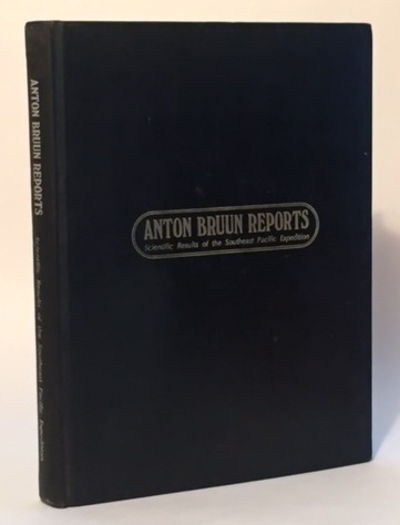 ANTON BRUUN REPORTS
Scientific Results of the Southeast Pacific Expedition
ANTON BRUUN REPORTS
Scientific Results of the Southeast Pacific Expedition